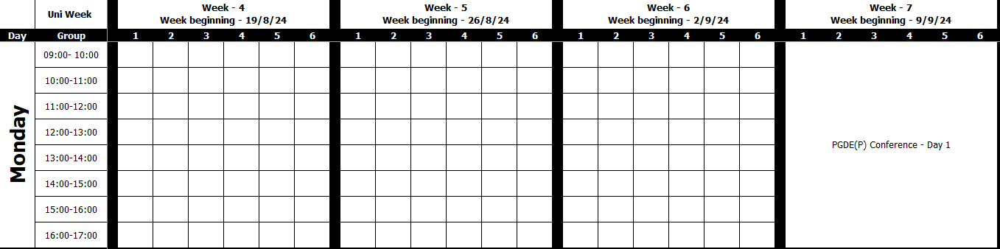 Uni Week
Week - 4
Week beginning - 19/8/24
Week - 5
Week beginning - 26/8/24
Week - 6
Week beginning - 2/9/24
Week - 7
Week beginning - 9/9/24
Day Group 1 2 3 4 5 6 1 2 3 4 5 6 1 2 3 4 5 6 1 2 3 4 5 6
Monday
09:00- 10:00
10:00-11:00
11:00-12:00
12:00-13:00
13:00-14:00
14:00-15:00
15:00-16:00
16:00-17:00
PGDE(P) Conference - Day 1